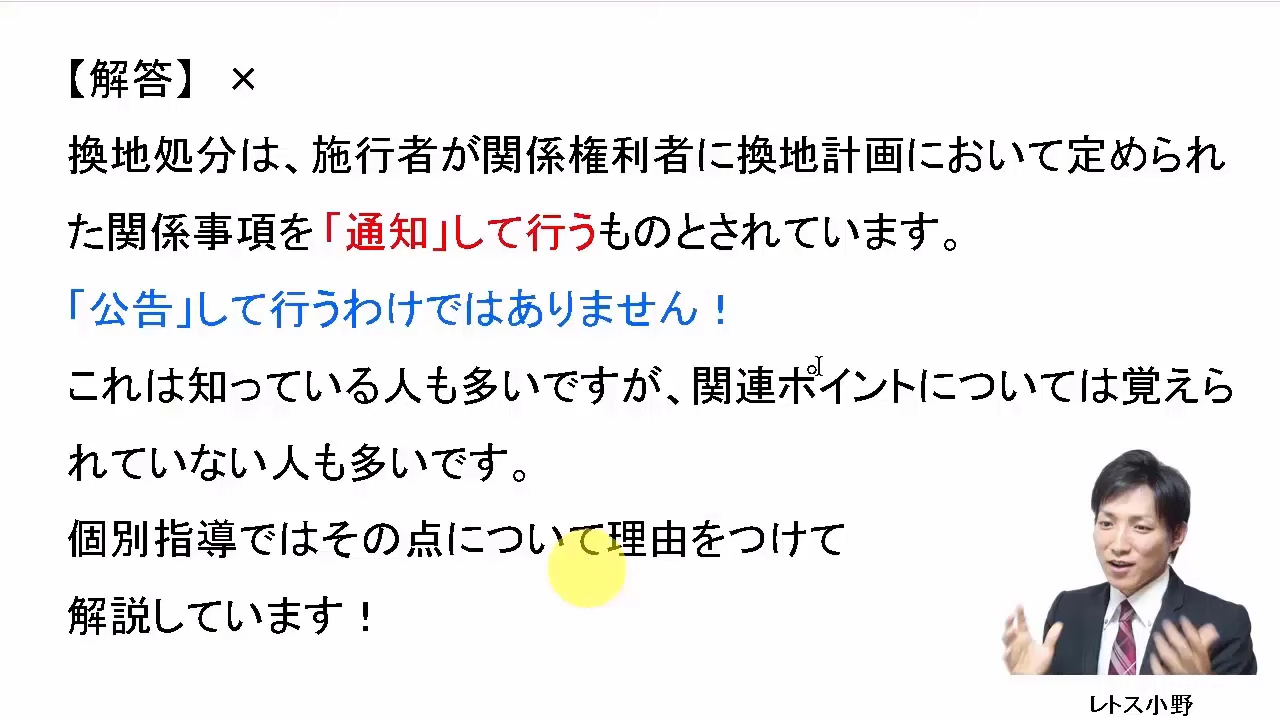 【解答】 ×
換地処分は、施行者が関係権利者に換地計画において定められ
た関係事項を「通知」して行うものとされています。
「公告」して行うわけではありません！
これは知っている人も多いですが、関連ポイントについては覚えら
れていない人も多いです。
個別指導ではその点について理由をつけて
解説しています！
レトス小野